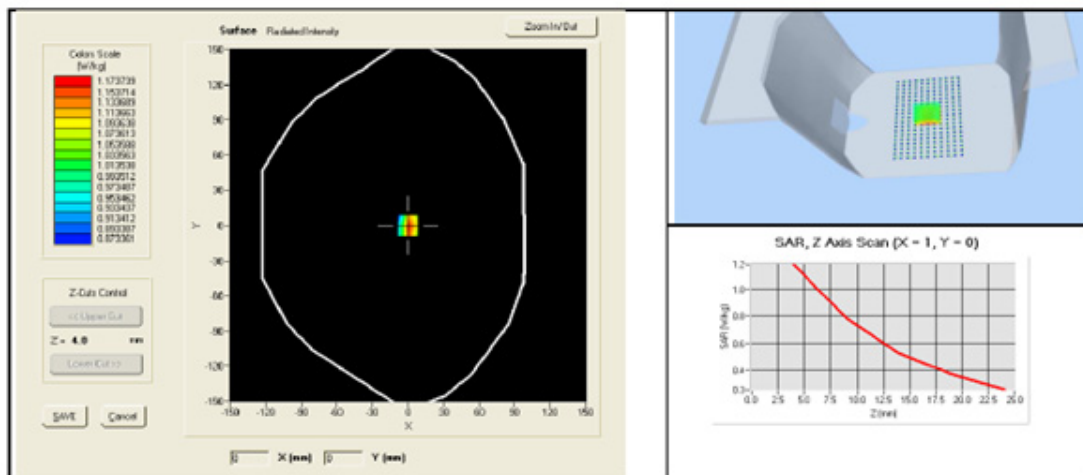 Surface Radiated Intensity
Zoom In/Out
Colors Scale
(W/kg)
1.173739
1.153714
1.133689
1.113663
1.093638
1.073613
1.053588
1.033563
1.013538
0.993512
0.973487
0.953462
0.933437
0.913412
0.893387
0.873361
150
120
90
60
30
0
-30
-60
-90
-120
-150
Y
-150 -120 -90 -60 -30 0 30 60 90 120 150
X
Z-Cuts Control
<< Upper Cut
Z = 4.0 mm
Lower Cut >>
SAVE Cancel
0 X (mm) 0 Y (mm)
SAR, Z Axis Scan (X = 1, Y = 0)
SAR (W/kg)
1.2
1.0
0.8
0.6
0.4
0.3
0.0 2.5 5.0 7.5 10.0 12.5 15.0 17.5 20.0 22.5 25.0
Z (mm)